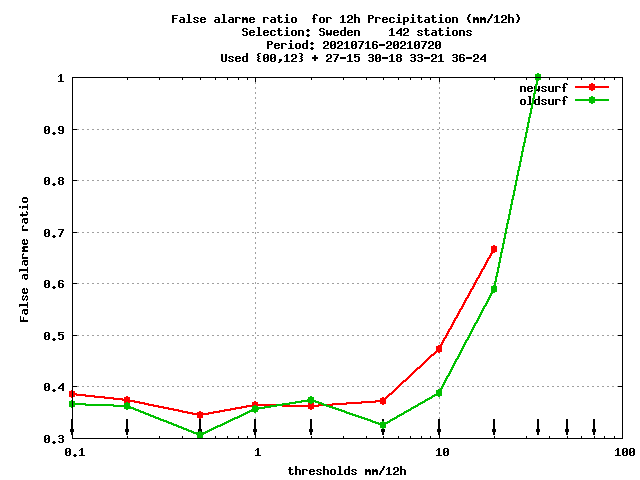 False alarme ratio  for 12h Precipitation (mm/12h)
Selection: Sweden    142 stations
Period: 20210716-20210720
Used {00,12} + 27-15 30-18 33-21 36-24
newsurf
oldsurf
1
0.9
0.8
0.7
0.6
0.5
0.4
0.3
False alarme ratio
0.1
1
10
100
thresholds mm/12h